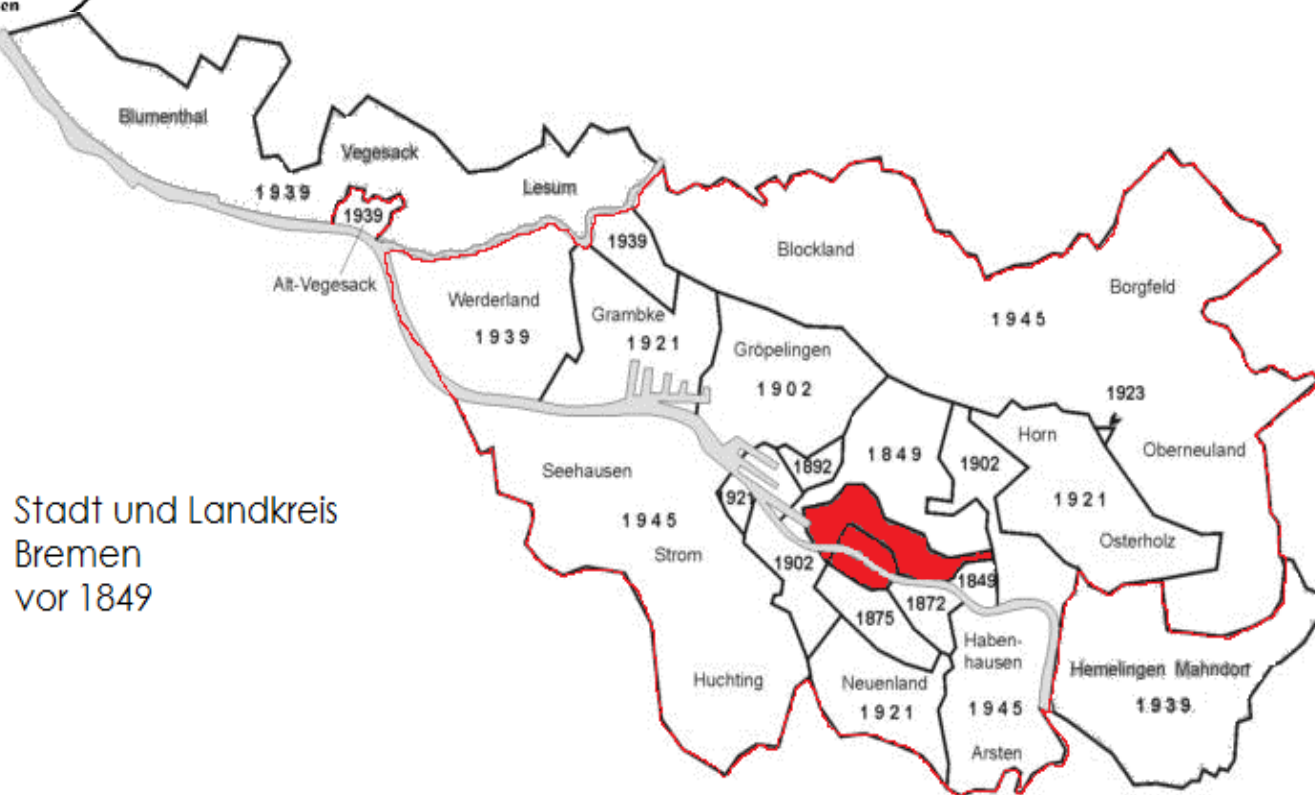 en
Blumenthal
Vegesack
1939
Lesum
1939
Alt-Vegesack
1939
Blockland
Borgfeld
1945
Werderland
1939
Grambke
1921
Gröpelingen
1902
1923
Horn
1849
1902
1892
Oberneuland
Seehausen
1921
1945
Strom
1921
Osterholz
Stadt und Landkreis
Bremen
vor 1849
1902
1849
1872
1875
Haben-
hausen
Huchting
Neuenland
1921
1945
Arsten
Hemelingen Mahndorf
1939